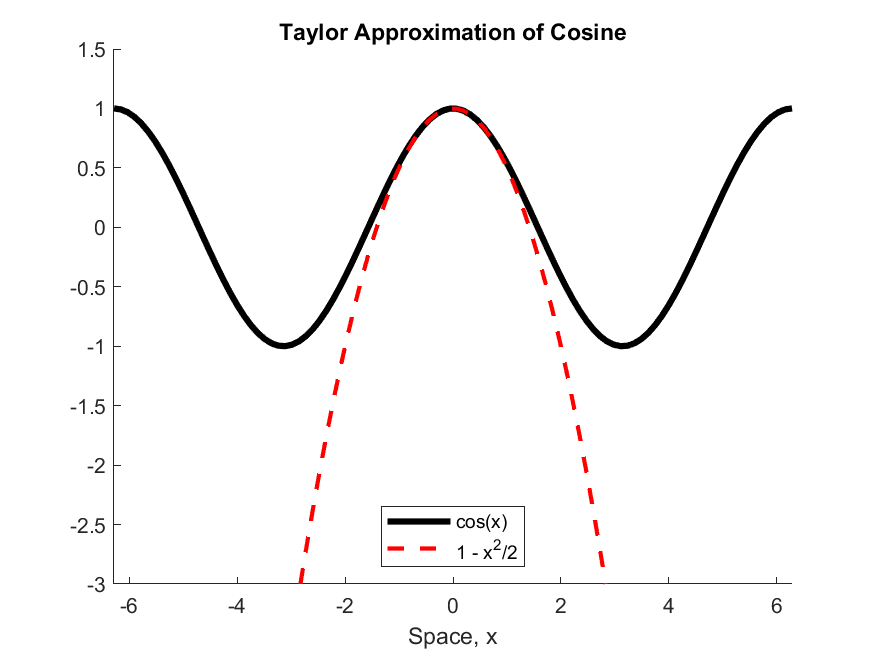 Taylor Approximation of Cosine
1.5
1
0.5
0
-0.5
-1
-1.5
-2
-2.5
-3
cos(x)
1 - x²/2
-6 -4 -2 0 2 4 6
Space, x